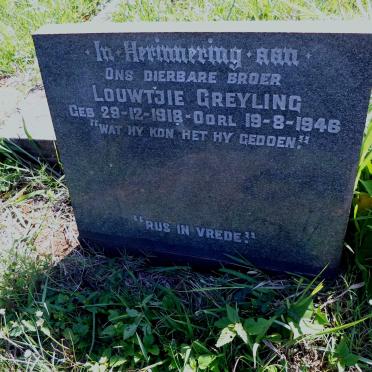 In Herinnering aan
ONS DIERBARE BROER
LOUWTJIE GREYLING
GEB 29-12-1918-OORL 19-8-1946
"WAT HY KON HET HY GEDOEN."
"RUS IN VREDE."